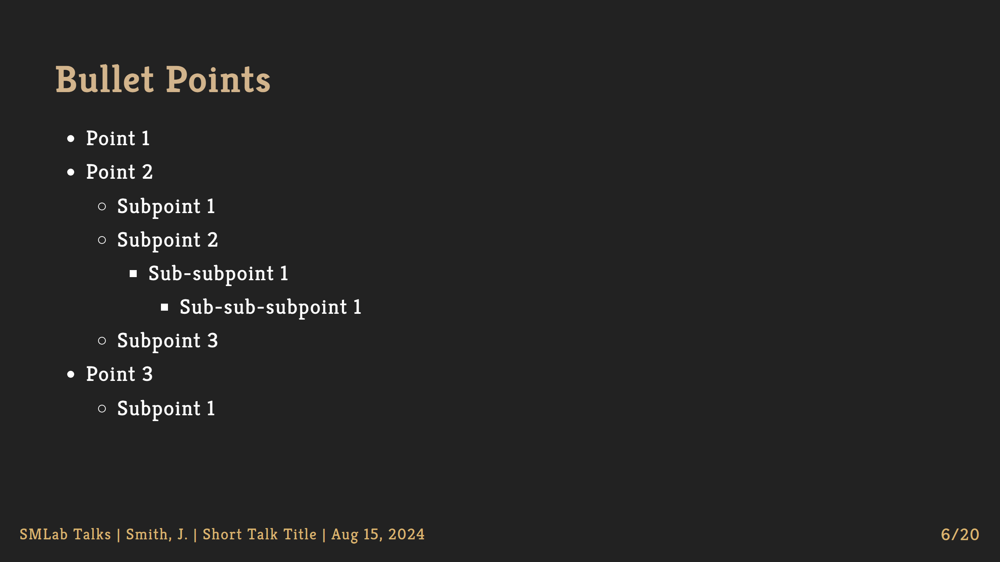 Bullet Points
Point 1
Point 2
Subpoint 1
Subpoint 2
Sub-subpoint 1
Sub-sub-subpoint 1
Subpoint 3
Point 3
Subpoint 1
SMLab Talks | Smith, J. | Short Talk Title | Aug 15, 2024
6/20